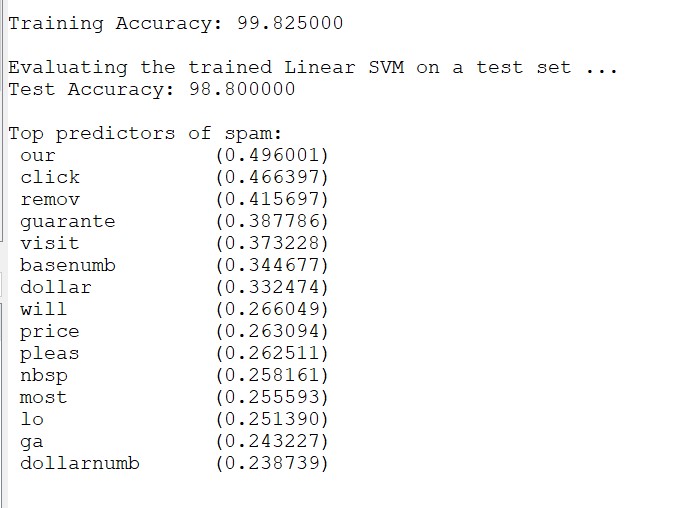 Training Accuracy: 99.825000
Evaluating the trained Linear SVM on a test set ...
Test Accuracy: 98.800000
Top predictors of spam:
our (0.496001)
click (0.466397)
remov (0.415697)
guarante (0.387786)
visit (0.373228)
basenumb (0.344677)
dollar (0.332474)
will (0.266049)
price (0.263094)
pleas (0.262511)
nbsp (0.258161)
most (0.255593)
lo (0.251390)
ga (0.243227)
dollarnumb (0.238739)